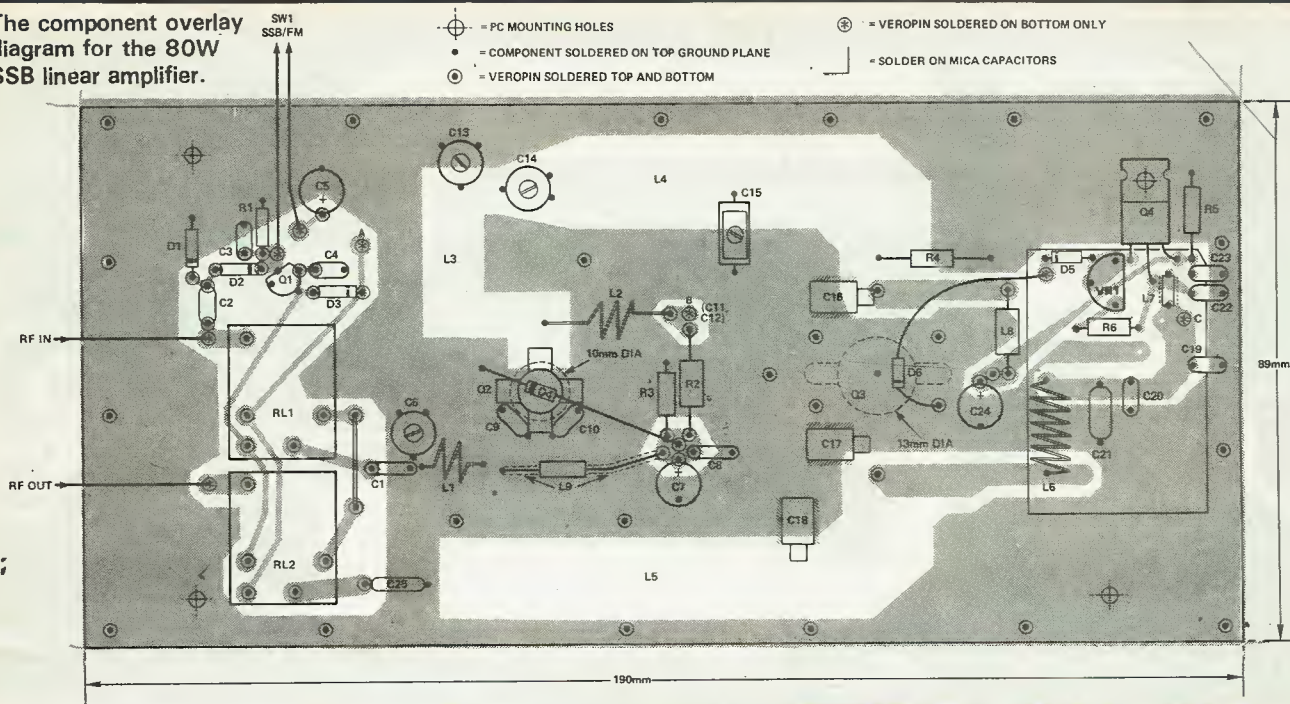 The component overlay
diagram for the 80W
SSB linear amplifier.
SW1
SSB/FM
= PC MOUNTING HOLES
= COMPONENT SOLDERED ON TOP GROUND PLANE
= VEROPIN SOLDERED TOP AND BOTTOM
= VEROPIN SOLDERED ON BOTTOM ONLY
= SOLDER ON MICA CAPACITORS
C13
C14
C5
+
R1
A
D1
C3
C4
D2
Q1
D3
C2
RF IN
RL1
L3
L4
C15
L2
B
(C11,
C12)
10mm DIA
Q2
C9
C10
R3
R2
C6
C1
L1
L9
C8
+
C7
RF OUT
RL2
C25
L5
C18
C16
C17
R4
D6
Q3
13mm DIA
L8
+
C24
D5
R6
L7
Q4
R5
C23
C22
C
C19
C20
C21
L6
89mm
190mm